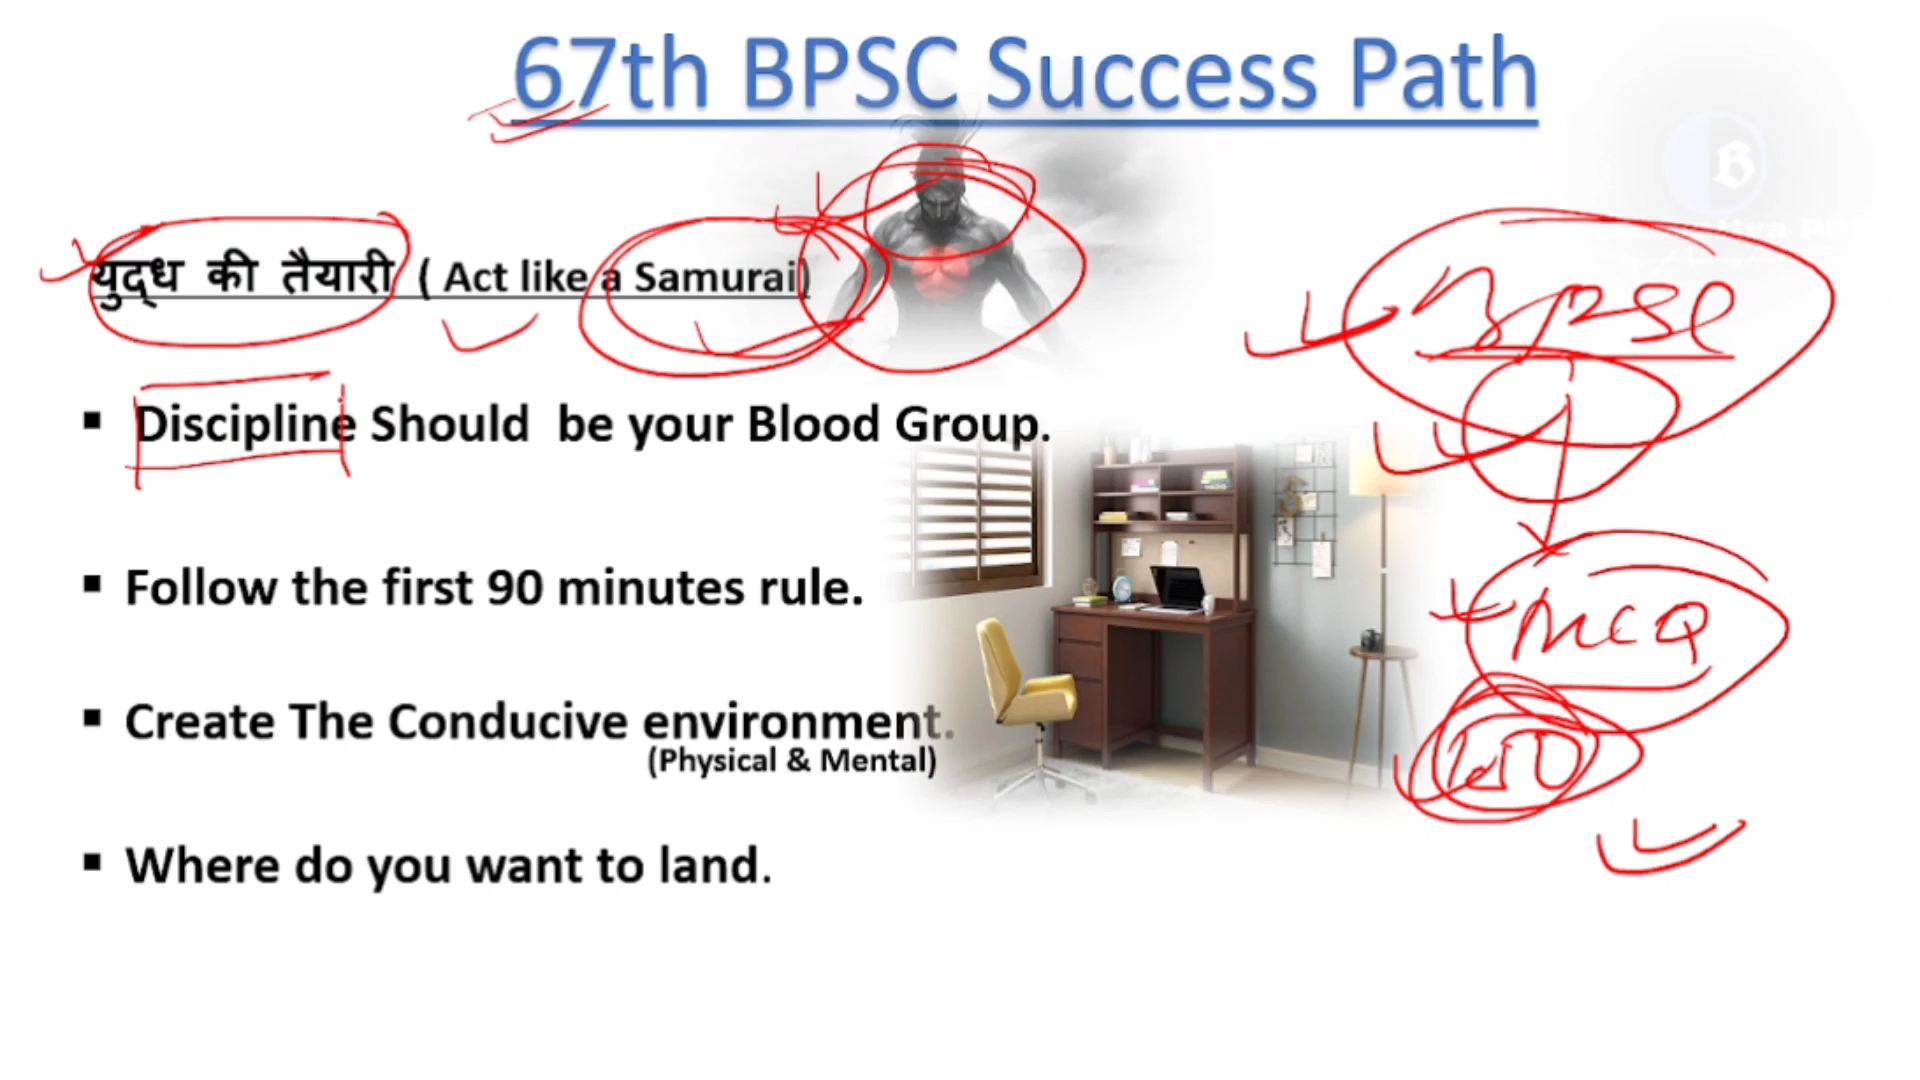 67th BPSC Success Path
युद्ध की तैयारी ( Act like a Samurai)
▪ Discipline Should be your Blood Group.
▪ Follow the first 90 minutes rule.
▪ Create The Conducive environment.
(Physical & Mental)
▪ Where do you want to land.
BPSC
MCQ
150
B